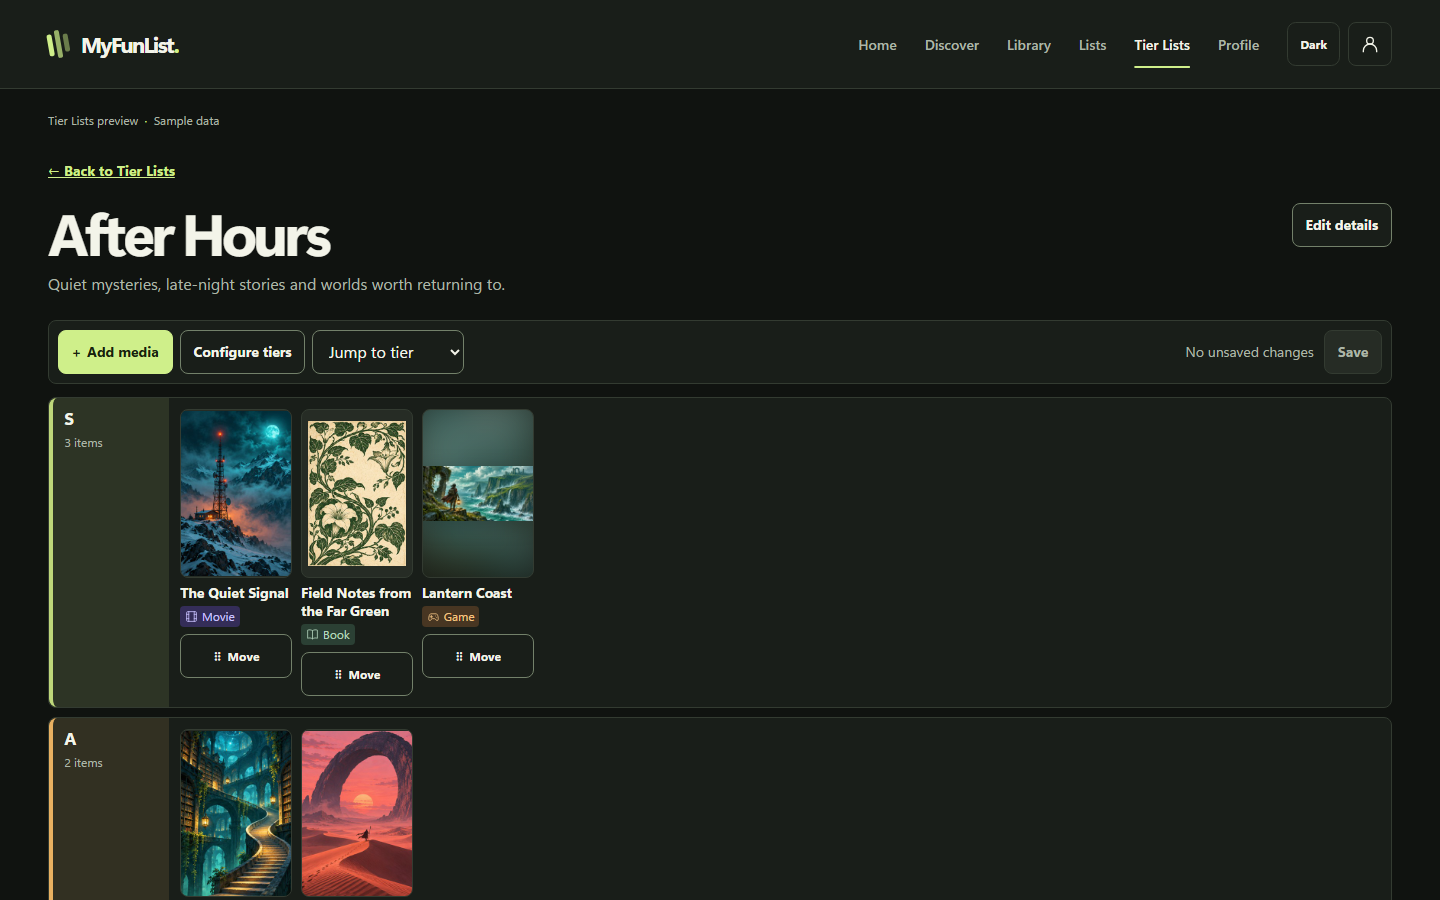 MyFunList.
Home
Discover
Library
Lists
Tier Lists
Profile
Dark
Tier Lists preview · Sample data
← Back to Tier Lists
After Hours
Edit details
Quiet mysteries, late-night stories and worlds worth returning to.
+ Add media
Configure tiers
Jump to tier
No unsaved changes
Save
S
3 items
The Quiet Signal
Movie
Move
Field Notes from
the Far Green
Book
Move
Lantern Coast
Game
Move
A
2 items